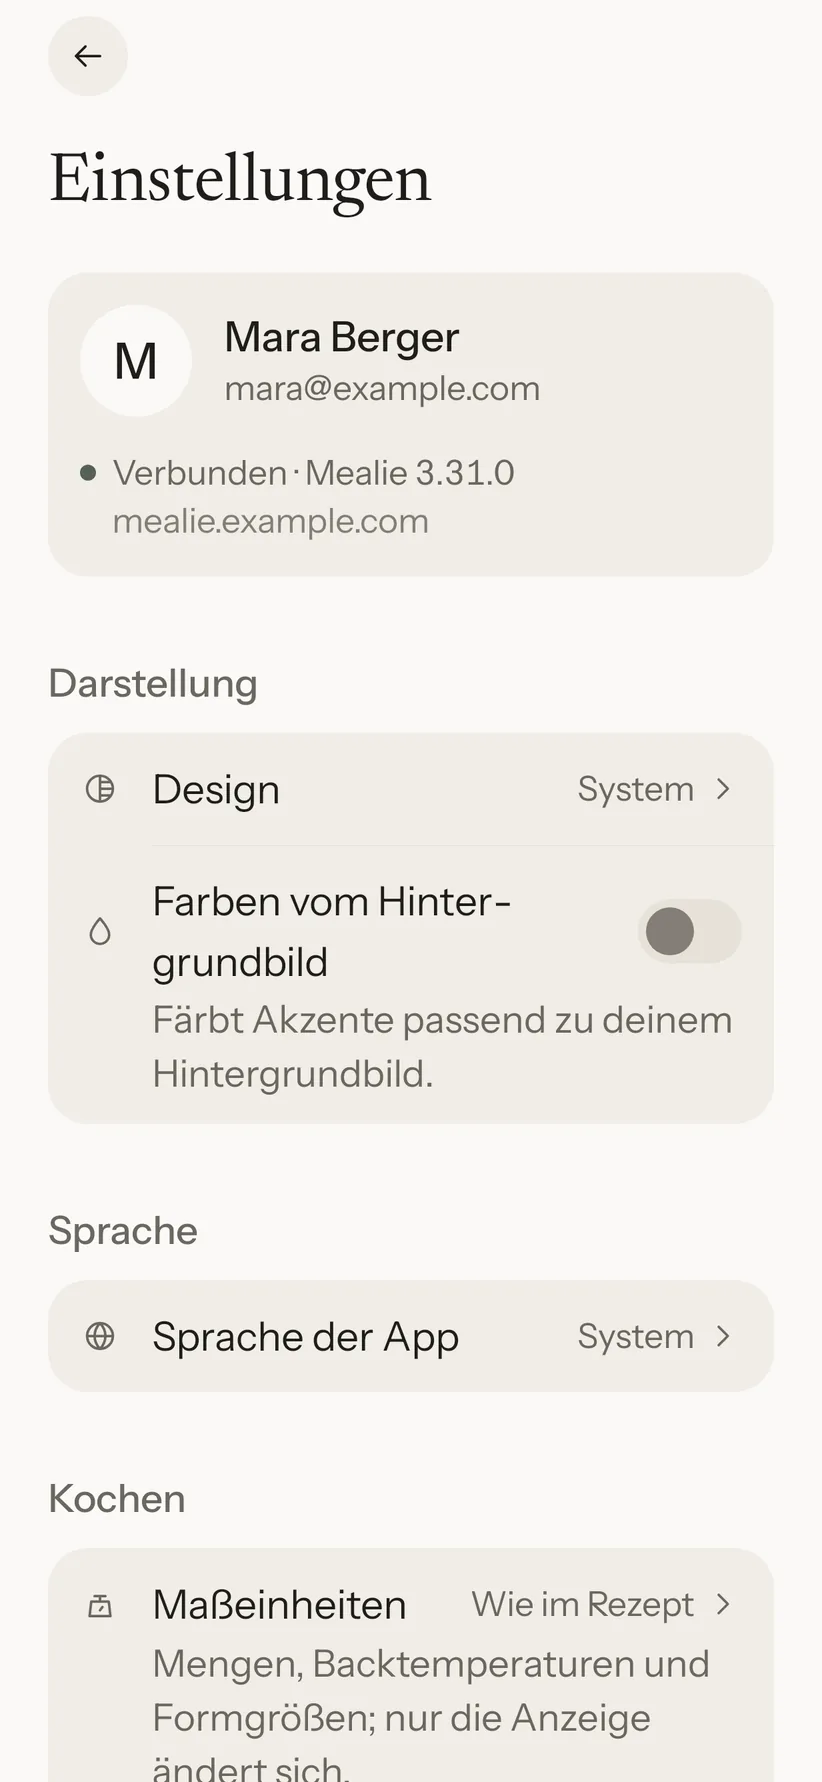 Einstellungen
M
Mara Berger
mara@example.com
Verbunden · Mealie 3.31.0
mealie.example.com
Darstellung
Design System
Farben vom Hinter-
grundbild
Färbt Akzente passend zu deinem
Hintergrundbild.
Sprache
Sprache der App System
Kochen
Maßeinheiten Wie im Rezept
Mengen, Backtemperaturen und
Formgrößen; nur die Anzeige
ändert sich.